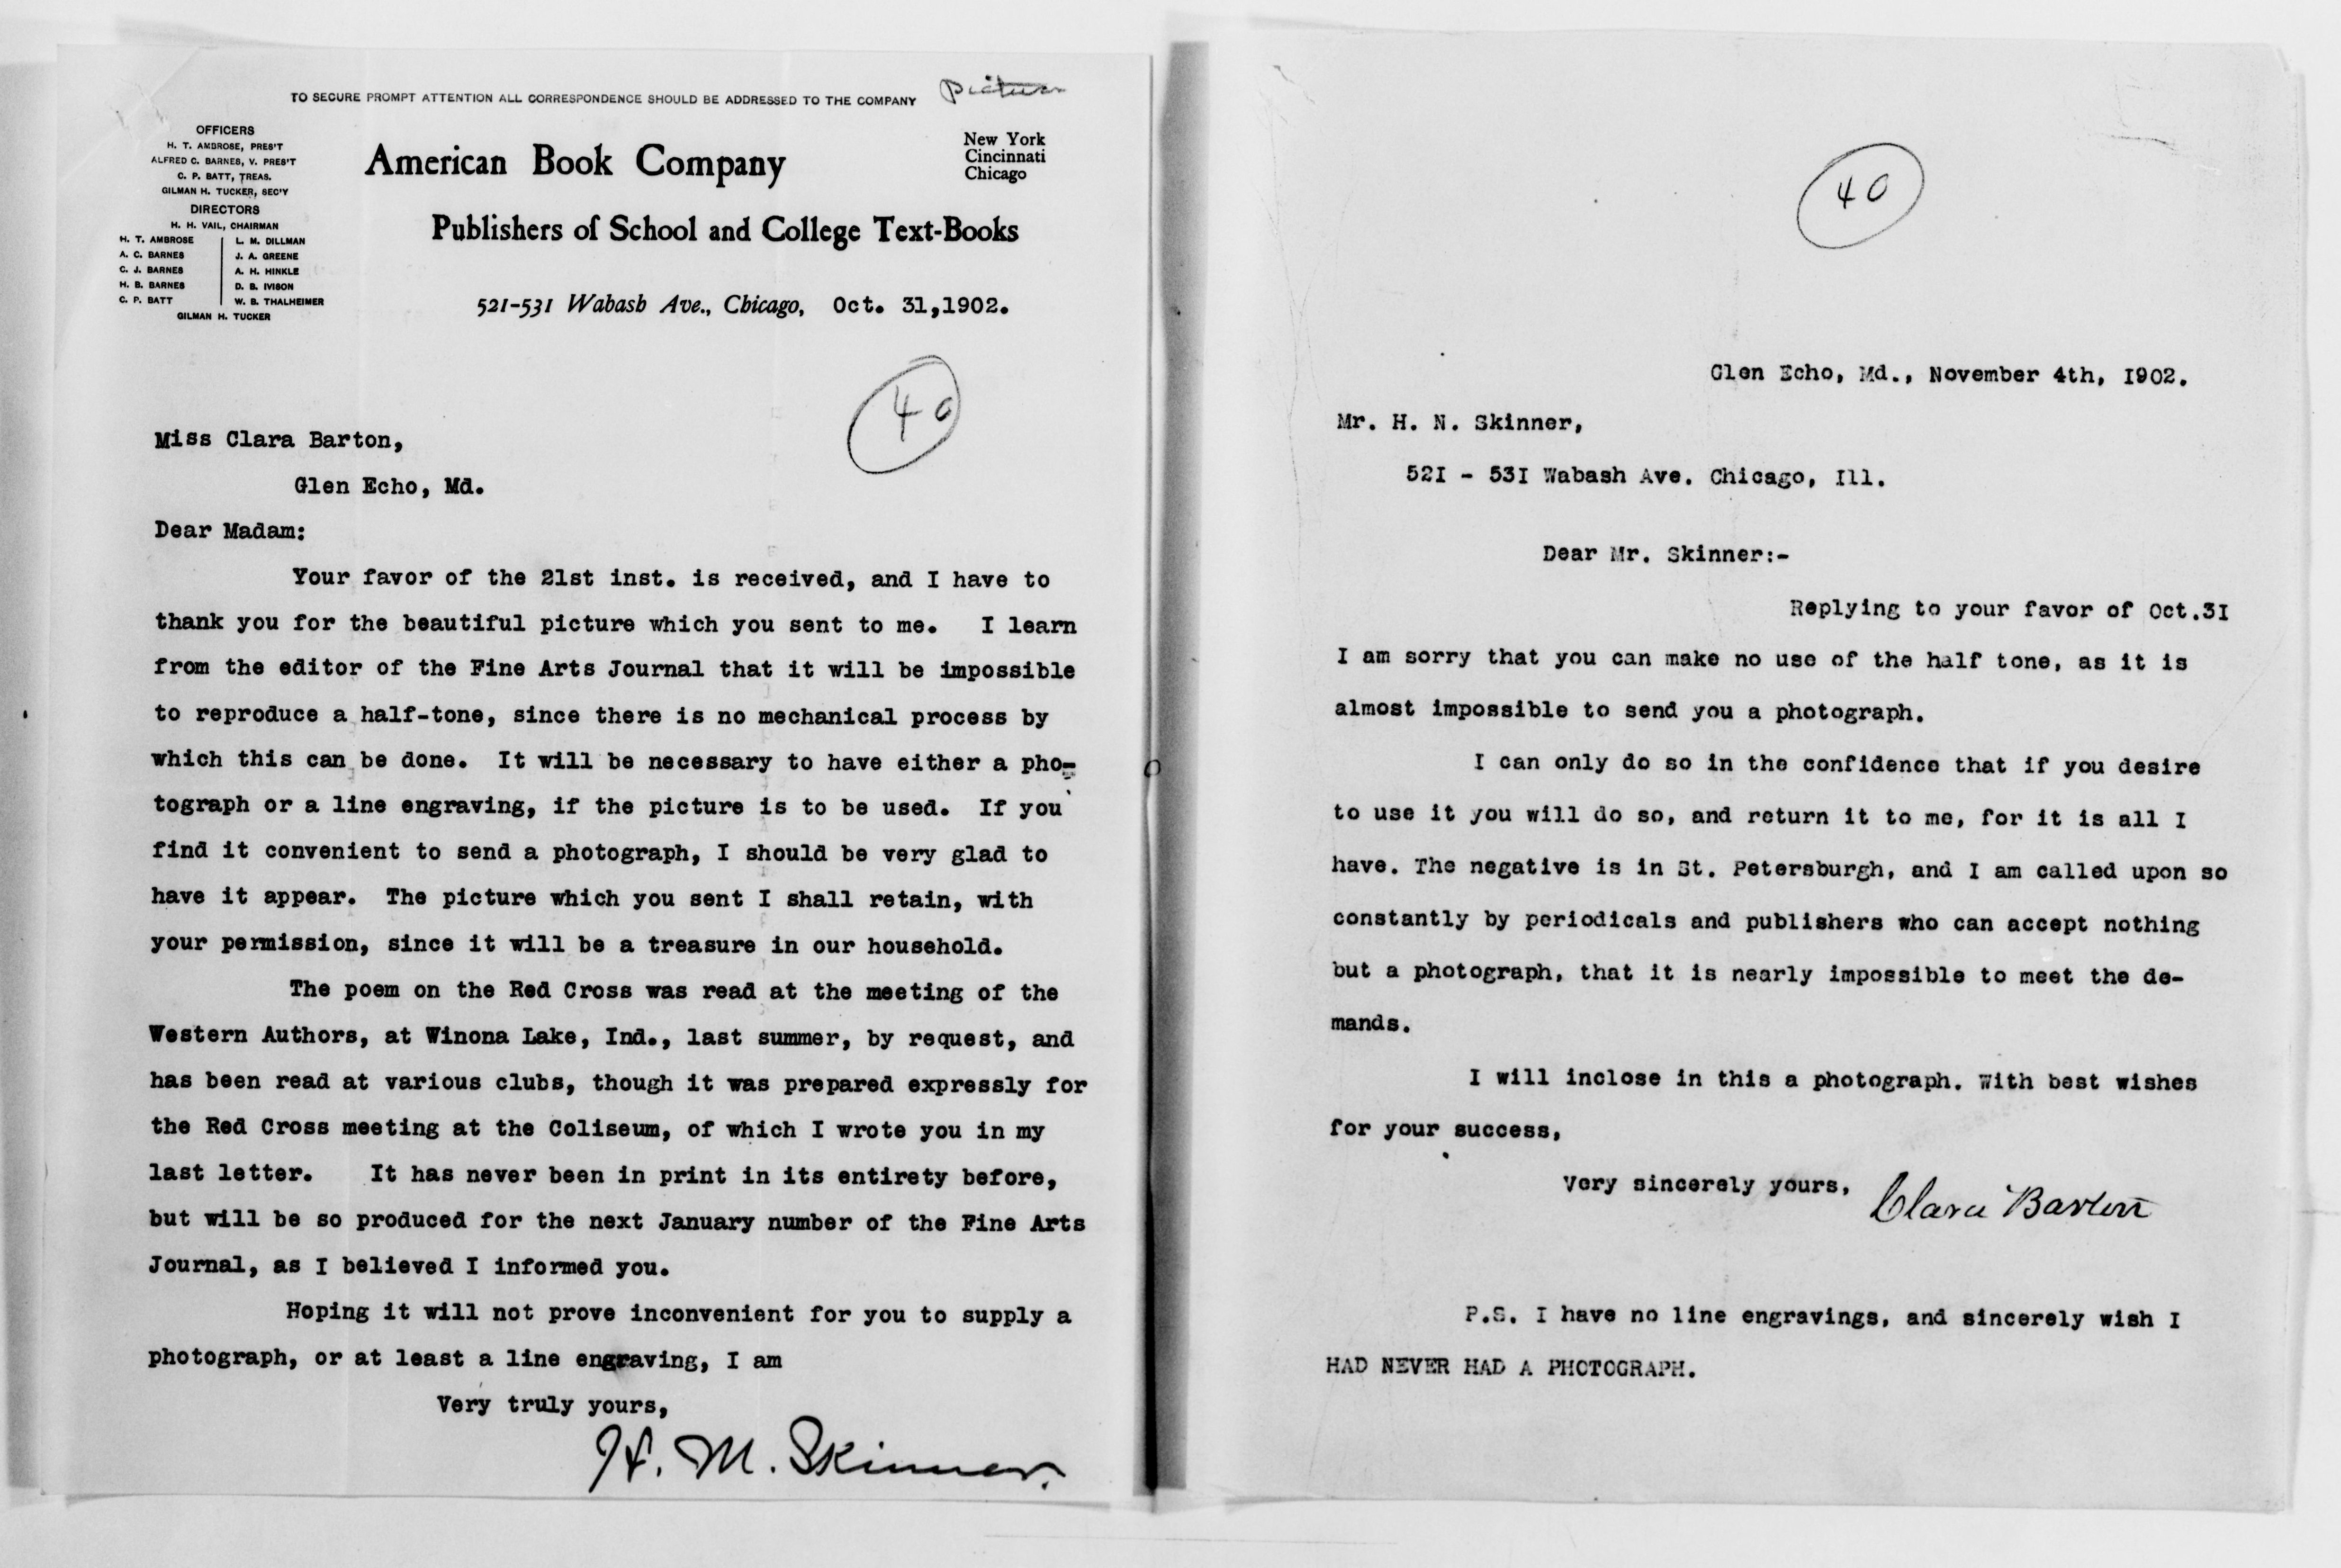 TO SECURE PROMPT ATTENTION ALL CORRESPONDENCE SHOULD BE ADDRESSED TO THE COMPANY
Picture
OFFICERS
H. T. AMBROSE, PRES'T
ALFRED C. BARNES, V. PRES'T
C. P. BATT, TREAS.
GILMAN H. TUCKER, SEC'Y
DIRECTORS
H. H. VAIL, CHAIRMAN
H. T. AMBROSE L. M. DILLMAN
A. C. BARNES J. A. GREENE
C. J. BARNES A. H. HINKLE
H. B. BARNES D. B. IVISON
C. P. BATT W. B. THALHEIMER
GILMAN H. TUCKER
American Book Company
New York
Cincinnati
Chicago
Publishers of School and College Text-Books
521-531 Wabash Ave., Chicago, Oct. 31,1902.
40
Miss Clara Barton,
Glen Echo, Md.
Dear Madam:
Your favor of the 21st inst. is received, and I have to
thank you for the beautiful picture which you sent to me. I learn
from the editor of the Fine Arts Journal that it will be impossible
to reproduce a half-tone, since there is no mechanical process by
which this can be done. It will be necessary to have either a pho-
tograph or a line engraving, if the picture is to be used. If you
find it convenient to send a photograph, I should be very glad to
have it appear. The picture which you sent I shall retain, with
your permission, since it will be a treasure in our household.
The poem on the Red Cross was read at the meeting of the
Western Authors, at Winona Lake, Ind., last summer, by request, and
has been read at various clubs, though it was prepared expressly for
the Red Cross meeting at the Coliseum, of which I wrote you in my
last letter. It has never been in print in its entirety before,
but will be so produced for the next January number of the Fine Arts
Journal, as I believed I informed you.
Hoping it will not prove inconvenient for you to supply a
photograph, or at least a line engraving, I am
Very truly yours,
H. M. Skinner.
40
Glen Echo, Md., November 4th, 1902.
Mr. H. N. Skinner,
521 - 531 Wabash Ave. Chicago, Ill.
Dear Mr. Skinner:-
Replying to your favor of Oct.31
I am sorry that you can make no use of the half tone, as it is
almost impossible to send you a photograph.
I can only do so in the confidence that if you desire
to use it you will do so, and return it to me, for it is all I
have. The negative is in St. Petersburgh, and I am called upon so
constantly by periodicals and publishers who can accept nothing
but a photograph, that it is nearly impossible to meet the de-
mands.
I will inclose in this a photograph. With best wishes
for your success,
Very sincerely yours,
Clara Barton
P.S. I have no line engravings, and sincerely wish I
HAD NEVER HAD A PHOTOGRAPH.